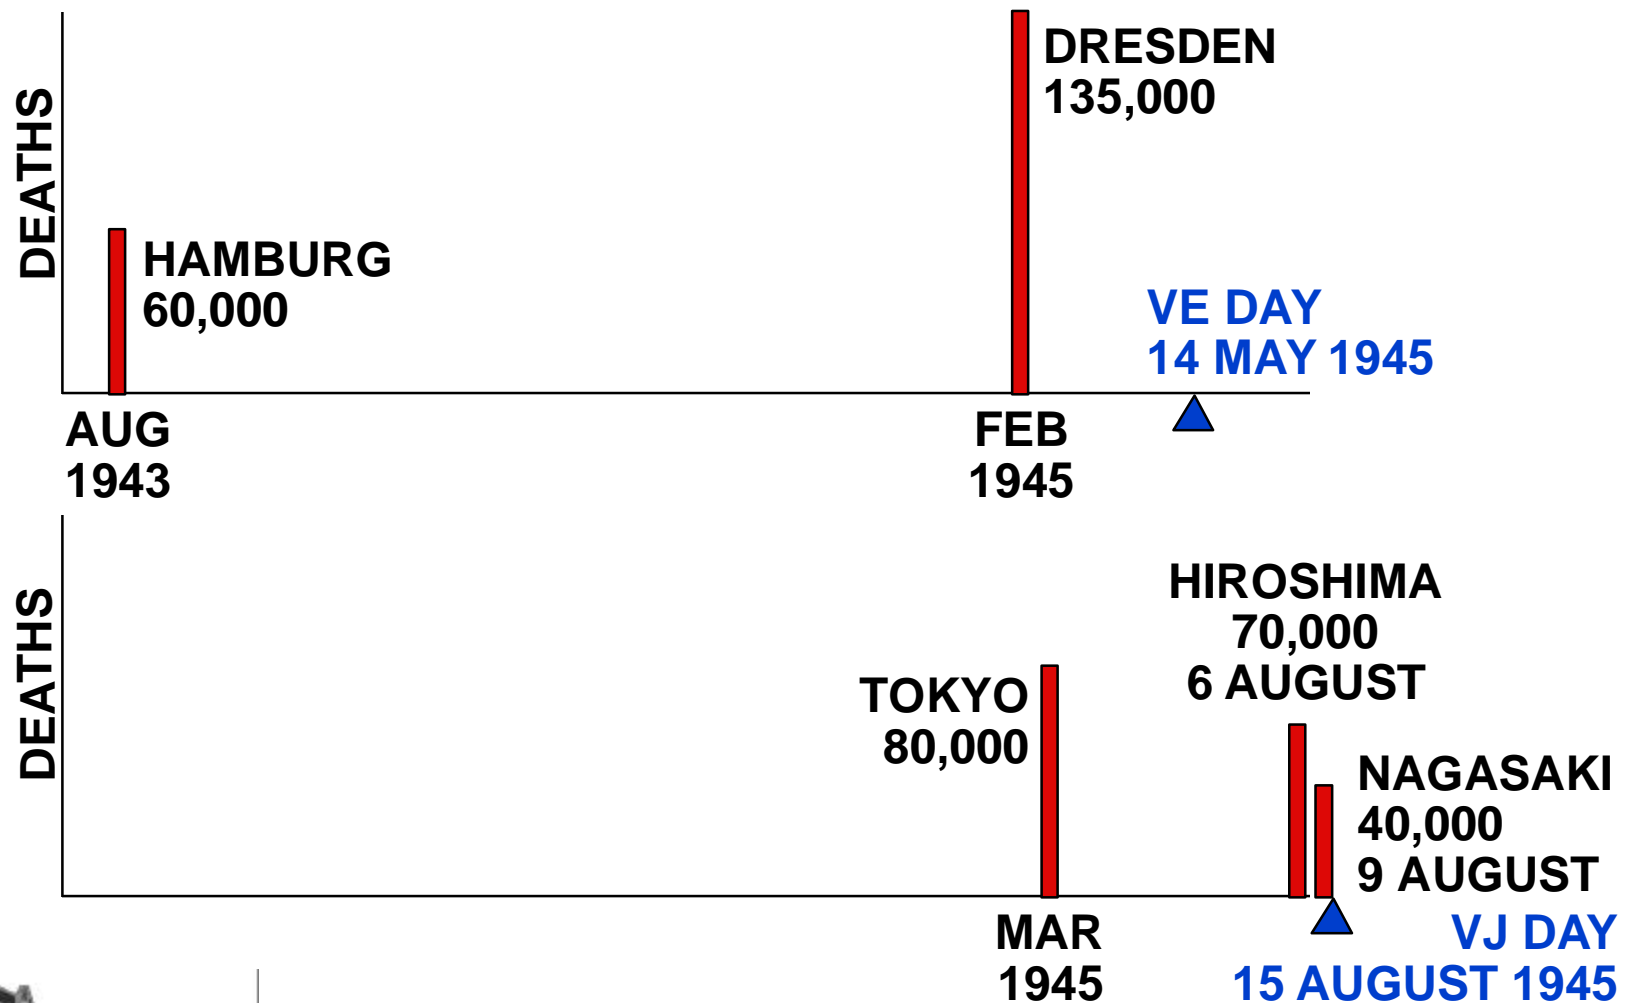 DEATHS
DRESDEN
135,000
HAMBURG
60,000
VE DAY
14 MAY 1945
AUG
1943
FEB
1945
DEATHS
HIROSHIMA
70,000
6 AUGUST
TOKYO
80,000
NAGASAKI
40,000
9 AUGUST
MAR
1945
VJ DAY
15 AUGUST 1945